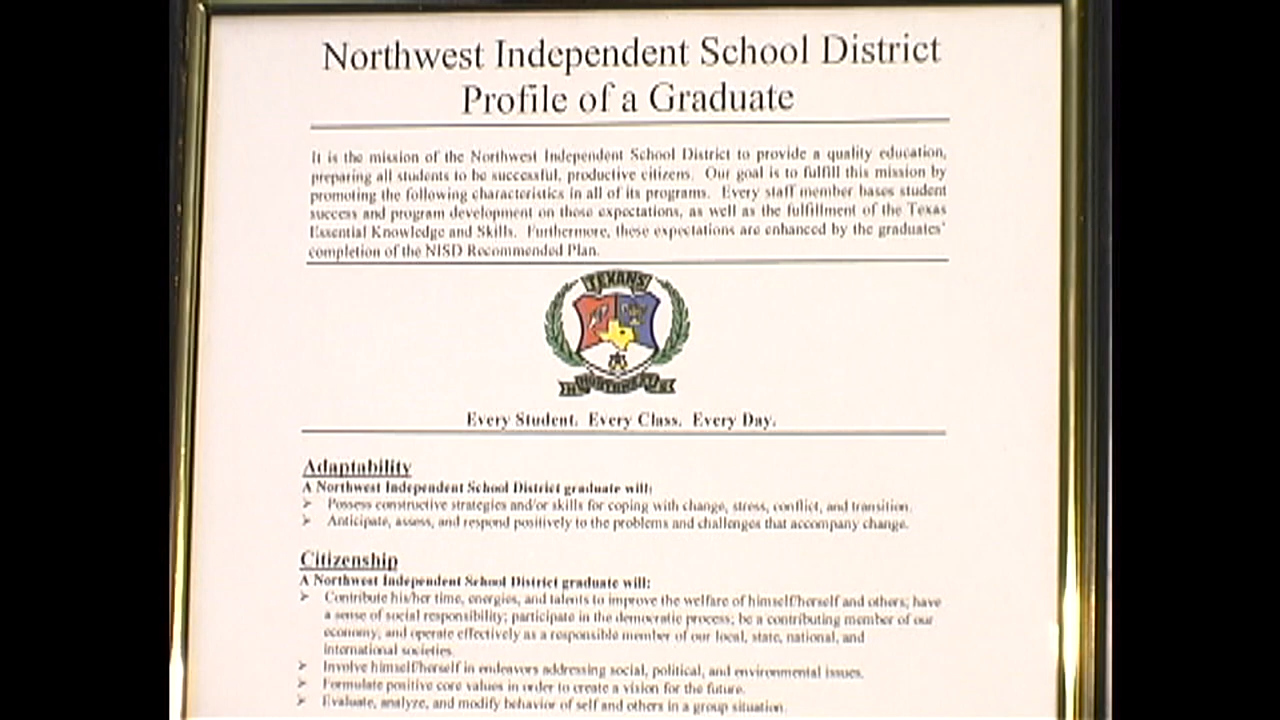 Northwest Independent School District
Profile of a Graduate
It is the mission of the Northwest Independent School District to provide a quality education,
preparing all students to be successful, productive citizens. Our goal is to fulfill this mission by
promoting the following characteristics in all of its programs. Every staff member bases student
success and program development on these expectations, as well as the fulfillment of the Texas
Essential Knowledge and Skills. Furthermore, these expectations are enhanced by the graduates'
completion of the NISD Recommended Plan.
TEXANS
NORTHWEST
Every Student. Every Class. Every Day.
Adaptability
A Northwest Independent School District graduate will:
➢ Possess constructive strategies and/or skills for coping with change, stress, conflict, and transition.
➢ Anticipate, assess, and respond positively to the problems and challenges that accompany change.
Citizenship
A Northwest Independent School District graduate will:
➢ Contribute his/her time, energies, and talents to improve the welfare of himself/herself and others; have
a sense of social responsibility; participate in the democratic process; be a contributing member of our
economy; and operate effectively as a responsible member of our local, state, national, and
international societies.
➢ Involve himself/herself in endeavors addressing social, political, and environmental issues.
➢ Formulate positive core values in order to create a vision for the future.
➢ Evaluate, analyze, and modify behavior of self and others in a group situation.